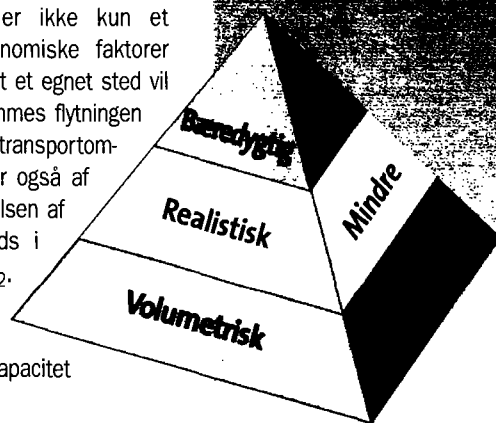 er ikke kun et
nomiske faktorer
t et egnet sted vil
mmes flytningen
transportom-
r også af
lsen af
ds i
2.
apacitet
Bæredygtig
Realistisk
Volumetrisk
Mindre